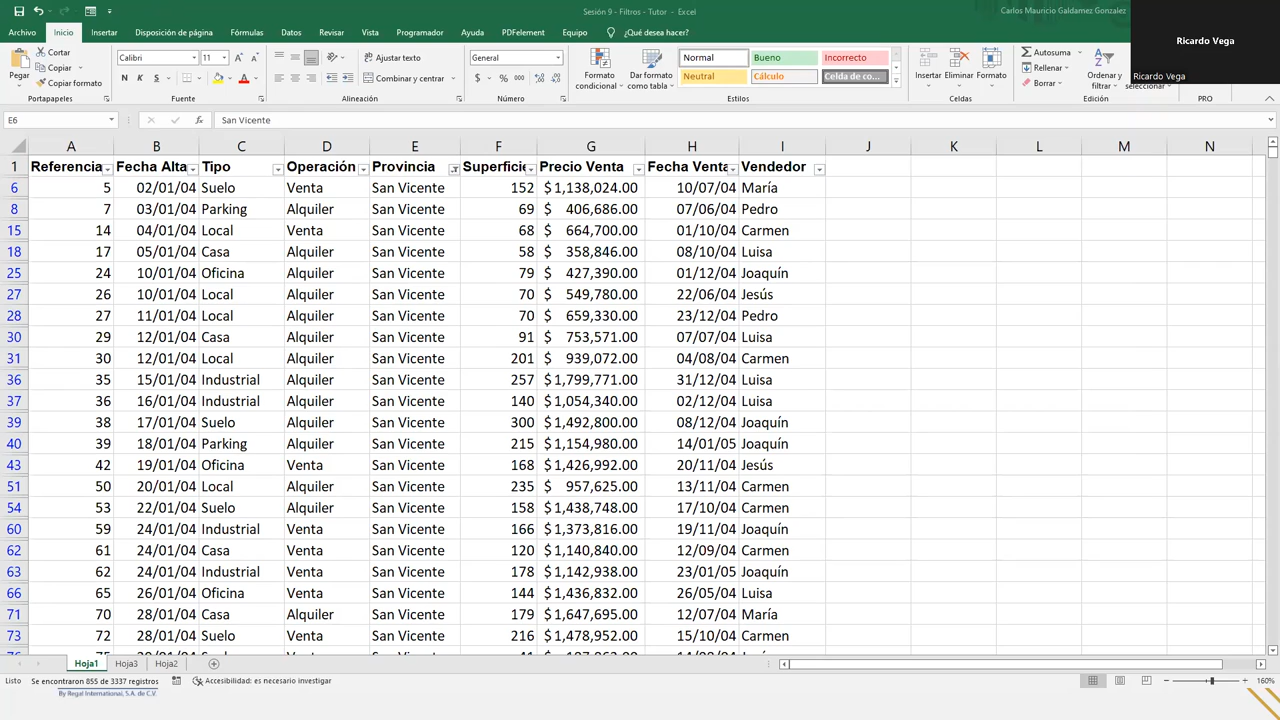 Sesión 9 - Filtros - Tutor - Excel
Carlos Mauricio Galdamez Gonzalez
Ricardo Vega
Ricardo Vega
Archivo Inicio Insertar Disposición de página Fórmulas Datos Revisar Vista Programador Ayuda PDFelement Equipo ¿Qué desea hacer?
Pegar
Cortar
Copiar
Copiar formato
Portapapeles
Calibri 11
N K S
Fuente
Ajustar texto
Combinar y centrar
Alineación
General
$ % 000
Número
Formato condicional
Dar formato como tabla
Normal Bueno Incorrecto
Neutral Cálculo Celda de co...
Estilos
Insertar Eliminar Formato
Celdas
Autosuma
Rellenar
Borrar
Ordenar y filtrar
seleccionar
Edición
PRO
E6 fx San Vicente
A B C D E F G H I J K L M N
1 Referencia Fecha Alta Tipo Operación Provincia Superficie Precio Venta Fecha Venta Vendedor
6 5 02/01/04 Suelo Venta San Vicente 152 $ 1,138,024.00 10/07/04 María
8 7 03/01/04 Parking Alquiler San Vicente 69 $ 406,686.00 07/06/04 Pedro
15 14 04/01/04 Local Venta San Vicente 68 $ 664,700.00 01/10/04 Carmen
18 17 05/01/04 Casa Alquiler San Vicente 58 $ 358,846.00 08/10/04 Luisa
25 24 10/01/04 Oficina Alquiler San Vicente 79 $ 427,390.00 01/12/04 Joaquín
27 26 10/01/04 Local Alquiler San Vicente 70 $ 549,780.00 22/06/04 Jesús
28 27 11/01/04 Local Alquiler San Vicente 70 $ 659,330.00 23/12/04 Pedro
30 29 12/01/04 Casa Alquiler San Vicente 91 $ 753,571.00 07/07/04 Luisa
31 30 12/01/04 Local Alquiler San Vicente 201 $ 939,072.00 04/08/04 Carmen
36 35 15/01/04 Industrial Alquiler San Vicente 257 $ 1,799,771.00 31/12/04 Luisa
37 36 16/01/04 Industrial Alquiler San Vicente 140 $ 1,054,340.00 02/12/04 Luisa
39 38 17/01/04 Suelo Alquiler San Vicente 300 $ 1,492,800.00 08/12/04 Joaquín
40 39 18/01/04 Parking Alquiler San Vicente 215 $ 1,154,980.00 14/01/05 Joaquín
43 42 19/01/04 Oficina Venta San Vicente 168 $ 1,426,992.00 20/11/04 Jesús
51 50 20/01/04 Local Alquiler San Vicente 235 $ 957,625.00 13/11/04 Carmen
54 53 22/01/04 Suelo Alquiler San Vicente 158 $ 1,438,748.00 17/10/04 Carmen
60 59 24/01/04 Industrial Venta San Vicente 166 $ 1,373,816.00 19/11/04 Joaquín
62 61 24/01/04 Casa Venta San Vicente 120 $ 1,140,840.00 12/09/04 Carmen
63 62 24/01/04 Industrial Venta San Vicente 178 $ 1,142,938.00 23/01/05 Joaquín
66 65 26/01/04 Oficina Venta San Vicente 144 $ 1,436,832.00 26/05/04 Luisa
71 70 28/01/04 Casa Alquiler San Vicente 179 $ 1,647,695.00 12/07/04 María
73 72 28/01/04 Suelo Venta San Vicente 216 $ 1,478,952.00 15/10/04 Carmen
Hoja1 Hoja3 Hoja2
Listo Se encontraron 855 de 3337 registros Accesibilidad: es necesario investigar 160%
By Regal International, S.A. de C.V.